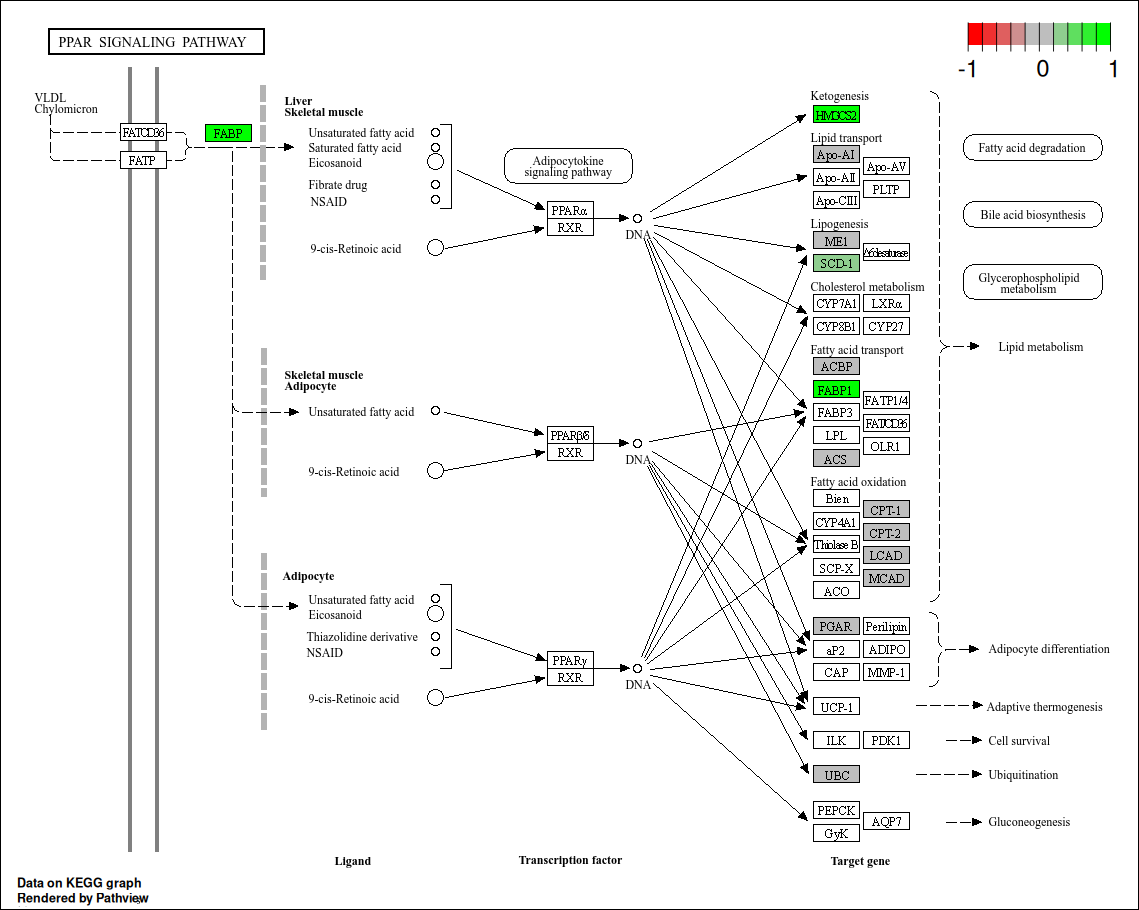 PPAR SIGNALING PATHWAY
-1
0
1
VLDL
Chylomicron
FAT/CD36
FATP
FABP
Liver
Skeletal muscle
Unsaturated fatty acid
Saturated fatty acid
Eicosanoid
Fibrate drug
NSAID
9-cis-Retinoic acid
Adipocytokine
signaling pathway
PPARα
RXR
DNA
Skeletal muscle
Adipocyte
Unsaturated fatty acid
9-cis-Retinoic acid
PPARβ/δ
RXR
DNA
Adipocyte
Unsaturated fatty acid
Eicosanoid
Thiazolidine derivative
NSAID
9-cis-Retinoic acid
PPARγ
RXR
DNA
Ketogenesis
HMGCS2
Lipid transport
Apo-AI
Apo-AII
Apo-CIII
Apo-AV
PLTP
Lipogenesis
ME1
SCD-1
Cholesterol metabolism
CYP7A1
LXRα
CYP8B1
CYP27
Fatty acid transport
ACBP
FABP1
FABP3
LPL
ACS
FATP1/4
FAT/CD36
OLR1
Fatty acid oxidation
Bien
CYP4A1
Thiolase B
SCP-X
ACO
CPT-1
CPT-2
LCAD
MCAD
PGAR
Perilipin
aP2
ADIPO
CAP
MMP-1
UCP-1
ILK
PDK1
UBC
PEPCK
GyK
AQP7
Fatty acid degradation
Bile acid biosynthesis
Glycerophospholipid
metabolism
Lipid metabolism
Adipocyte differentiation
Adaptive thermogenesis
Cell survival
Ubiquitination
Gluconeogenesis
Ligand
Transcription factor
Target gene
Data on KEGG graph
Rendered by Pathview